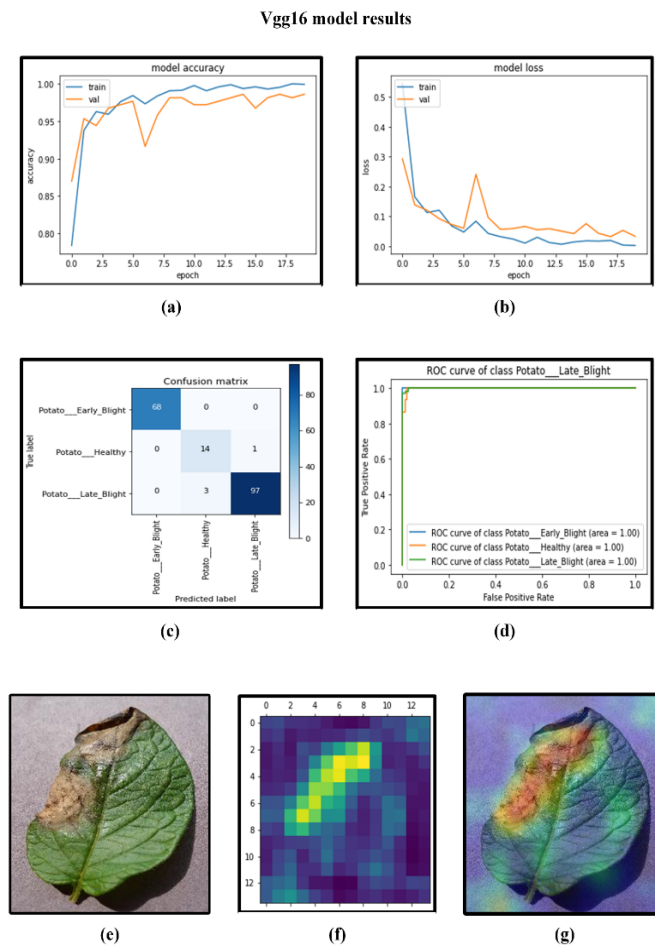 Vgg16 model results
model accuracy
train
val
1.00
0.95
0.90
0.85
0.80
accuracy
0.0 2.5 5.0 7.5 10.0 12.5 15.0 17.5
epoch
(a)
model loss
train
val
0.5
0.4
0.3
0.2
0.1
0.0
loss
0.0 2.5 5.0 7.5 10.0 12.5 15.0 17.5
epoch
(b)
Confusion matrix
True label
Potato___Early_Blight 68 0 0
Potato___Healthy 0 14 1
Potato___Late_Blight 0 3 97
Potato___Early_Blight
Potato___Healthy
Potato___Late_Blight
Predicted label
80
60
40
20
0
(c)
ROC curve of class Potato___Late_Blight
True Positive Rate
1.0
0.8
0.6
0.4
0.2
0.0
ROC curve of class Potato___Early_Blight (area = 1.00)
ROC curve of class Potato___Healthy (area = 1.00)
ROC curve of class Potato___Late_Blight (area = 1.00)
0.0 0.2 0.4 0.6 0.8 1.0
False Positive Rate
(d)
(e)
0 2 4 6 8 10 12
0
2
4
6
8
10
12
(f)
(g)